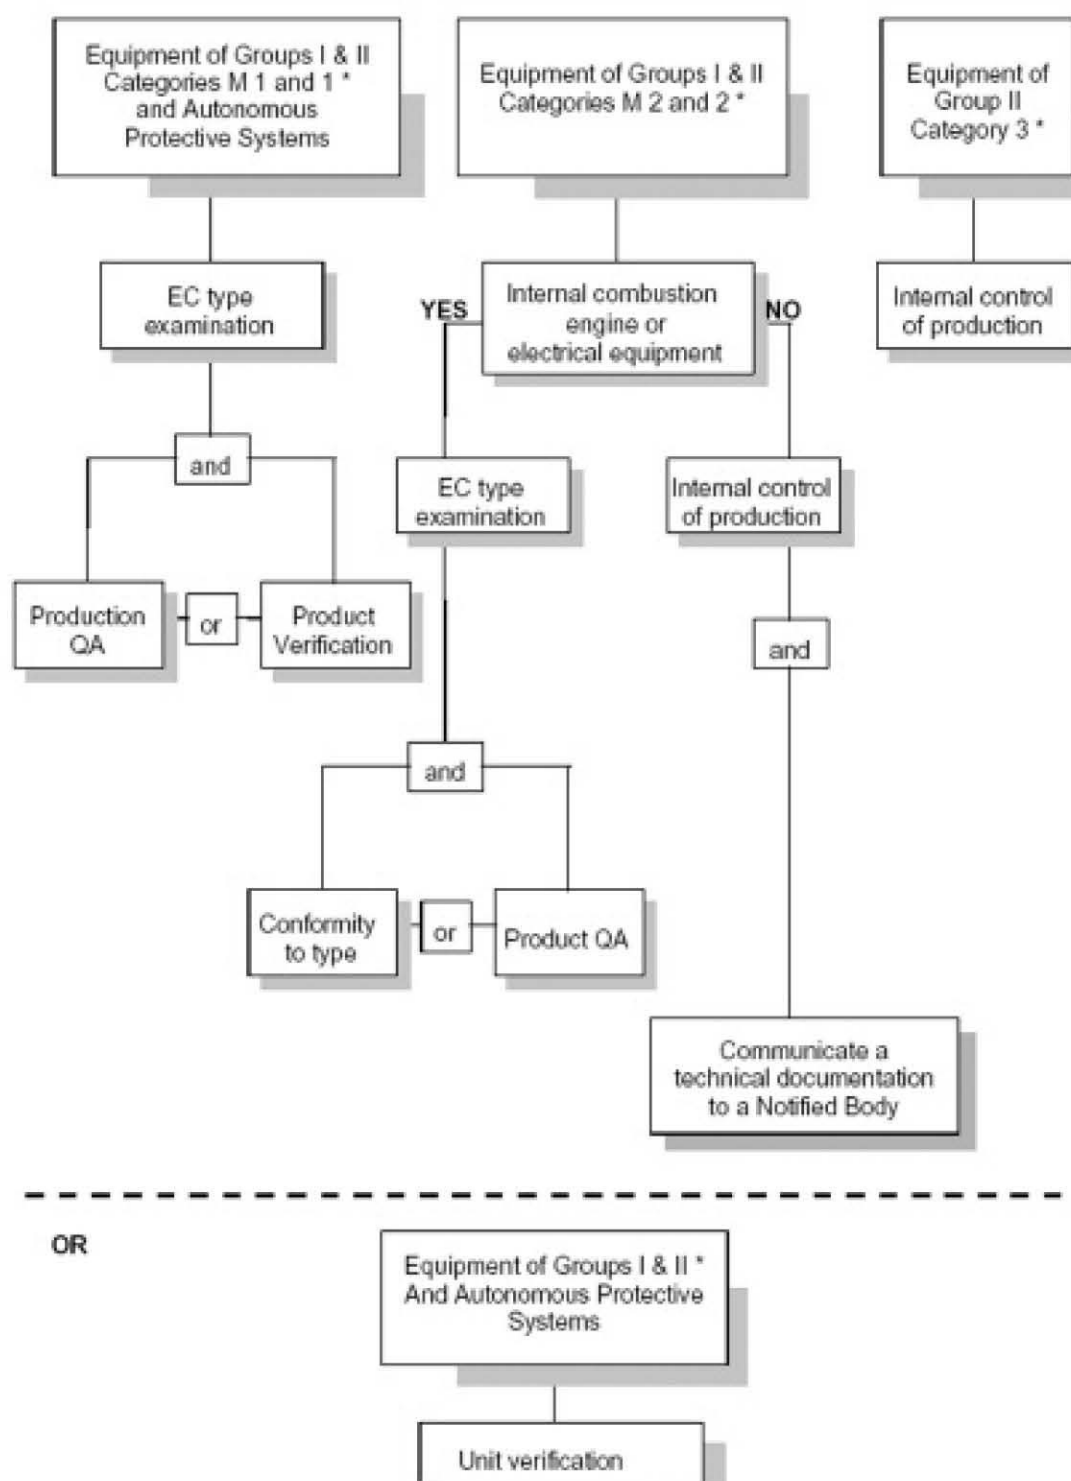 Equipment of Groups I & II
Categories M 1 and 1 *
and Autonomous
Protective Systems
Equipment of Groups I & II
Categories M 2 and 2 *
Equipment of
Group II
Category 3 *
EC type
examination
YES
Internal combustion
engine or
electrical equipment
NO
Internal control
of production
and
EC type
examination
Internal control
of production
Production
QA
or
Product
Verification
and
and
Conformity
to type
or
Product QA
Communicate a
technical documentation
to a Notified Body
OR
Equipment of Groups I & II *
And Autonomous Protective
Systems
Unit verification